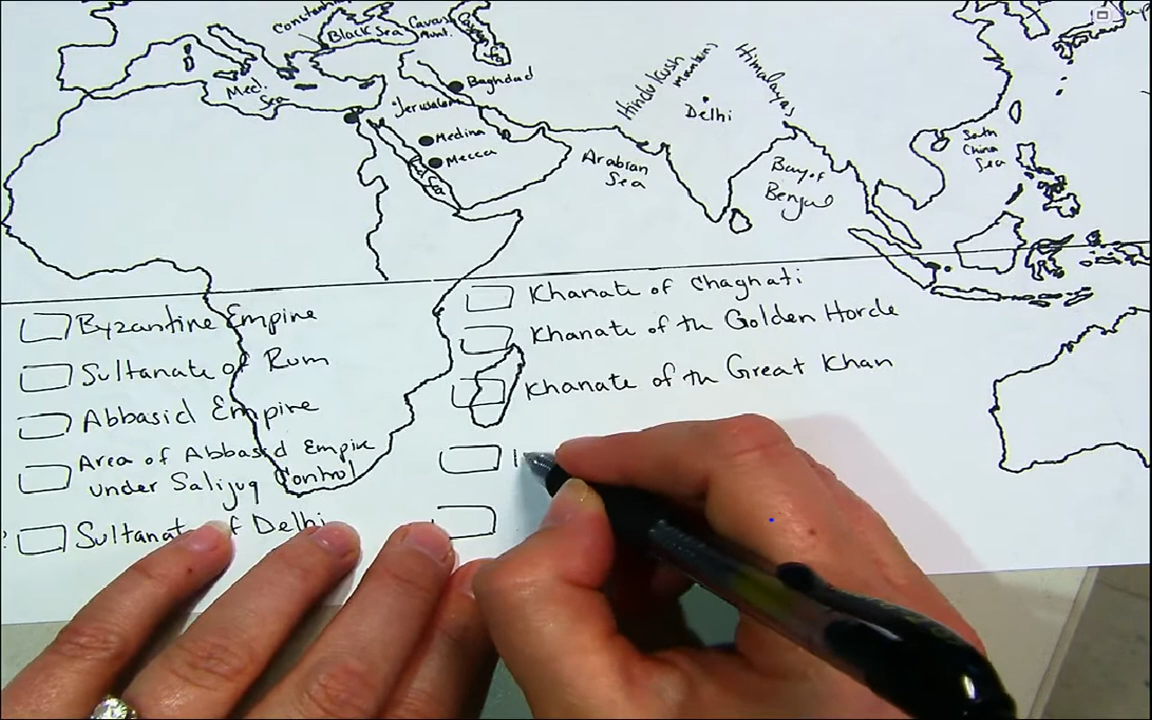 Constan
Black Sea
Med.
Sea
Baghdad
Jerusalem
Medina
Mecca
Hindu Kush
Mountains
Himalayas
Delhi
Arabian
Sea
Bay of
Bengal
South
China
Sea
Byzantine Empire
Sultanate of Rum
Abbasid Empire
Area of Abbasid Empire
under Saljuq Control
Sultanate of Delhi
Khanate of Chaghati
Khanate of the Golden Horde
Khanate of the Great Khan